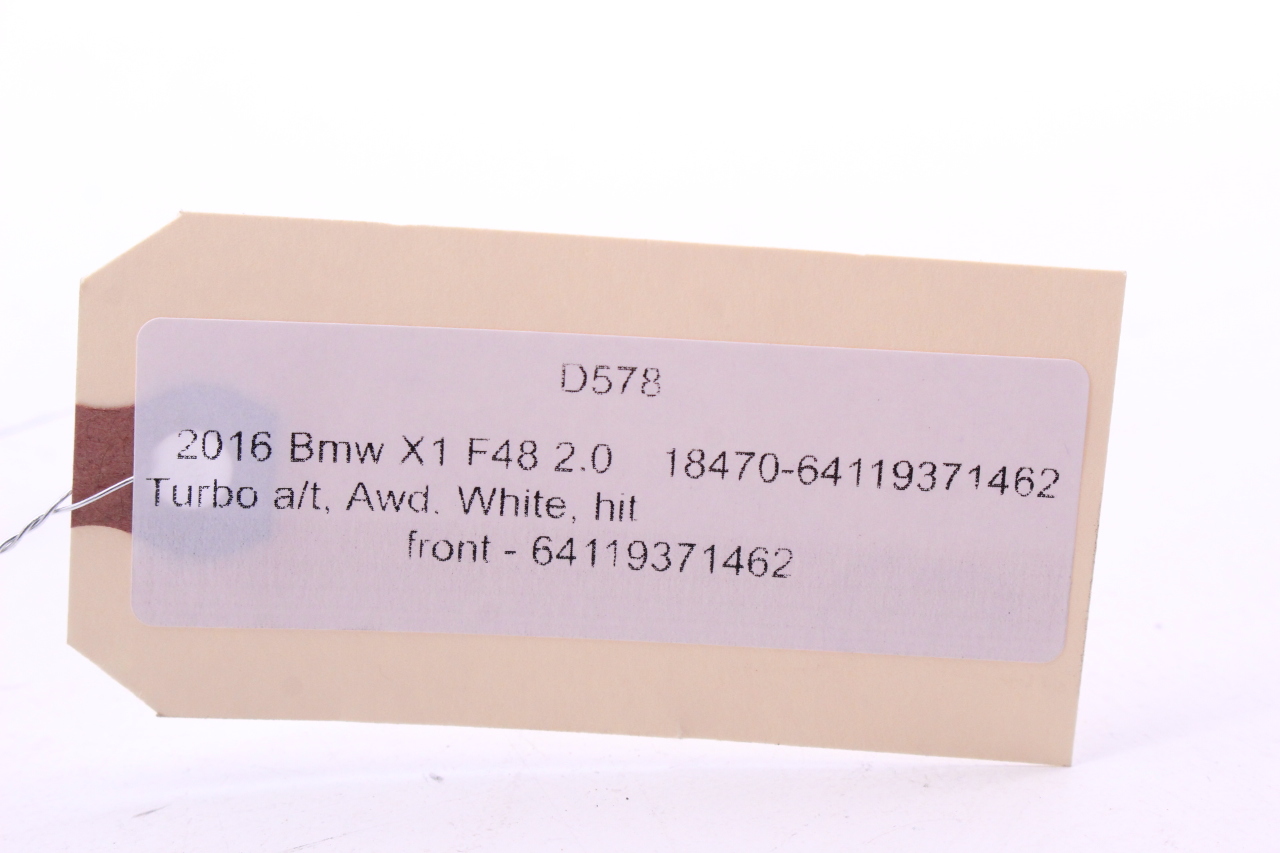 D578
2016 Bmw X1 F48 2.0 18470-64119371462
Turbo a/t, Awd. White, hit
front - 64119371462